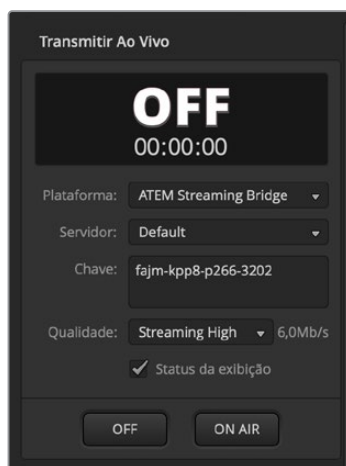 Transmitir Ao Vivo
OFF
00:00:00
Plataforma: ATEM Streaming Bridge
Servidor: Default
Chave: fajm-kpp8-p266-3202
Qualidade: Streaming High 6,0Mb/s
Status da exibição
OFF ON AIR